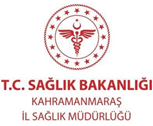 T.C. SAĞLIK BAKANLIĞI
KAHRAMANMARAŞ
İL SAĞLIK MÜDÜRLÜĞÜ